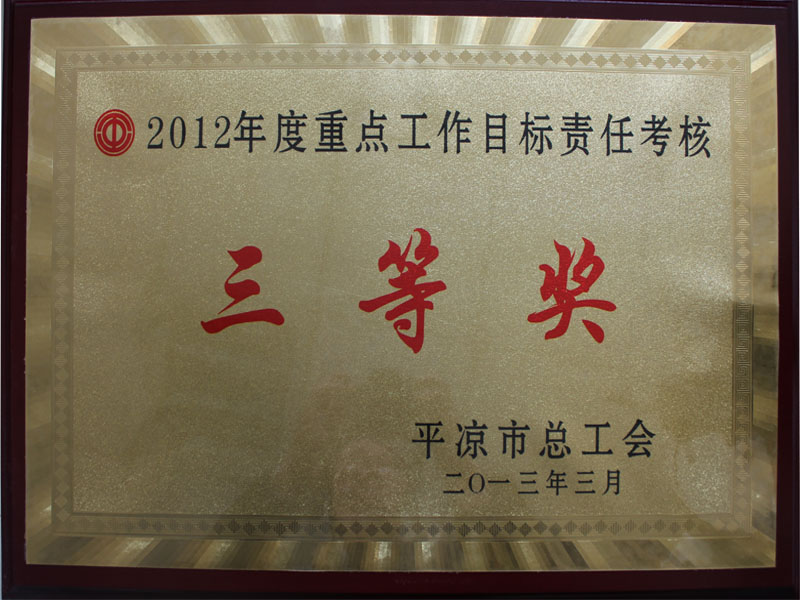 2012年度重点工作目标责任考核
三等奖
平凉市总工会
二〇一三年三月